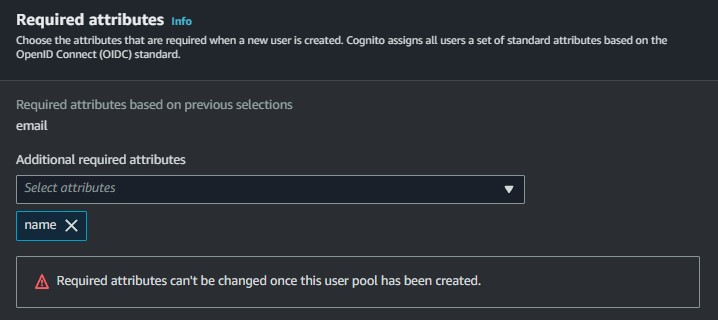 Required attributes Info
Choose the attributes that are required when a new user is created. Cognito assigns all users a set of standard attributes based on the
OpenID Connect (OIDC) standard.
Required attributes based on previous selections
email
Additional required attributes
Select attributes
name
Required attributes can't be changed once this user pool has been created.